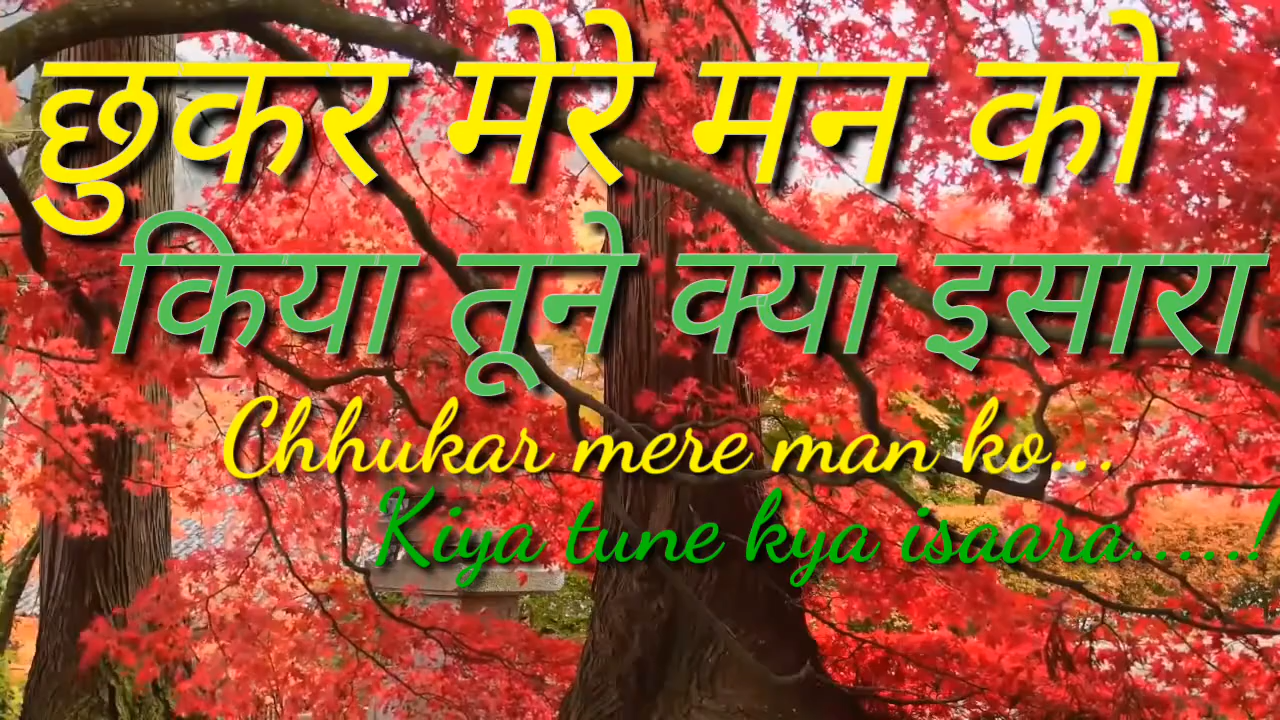 छुकर मेरे मन को
किया तूने क्या इसारा
Chhukar mere man ko...
Kiya tune kya isaara.....!